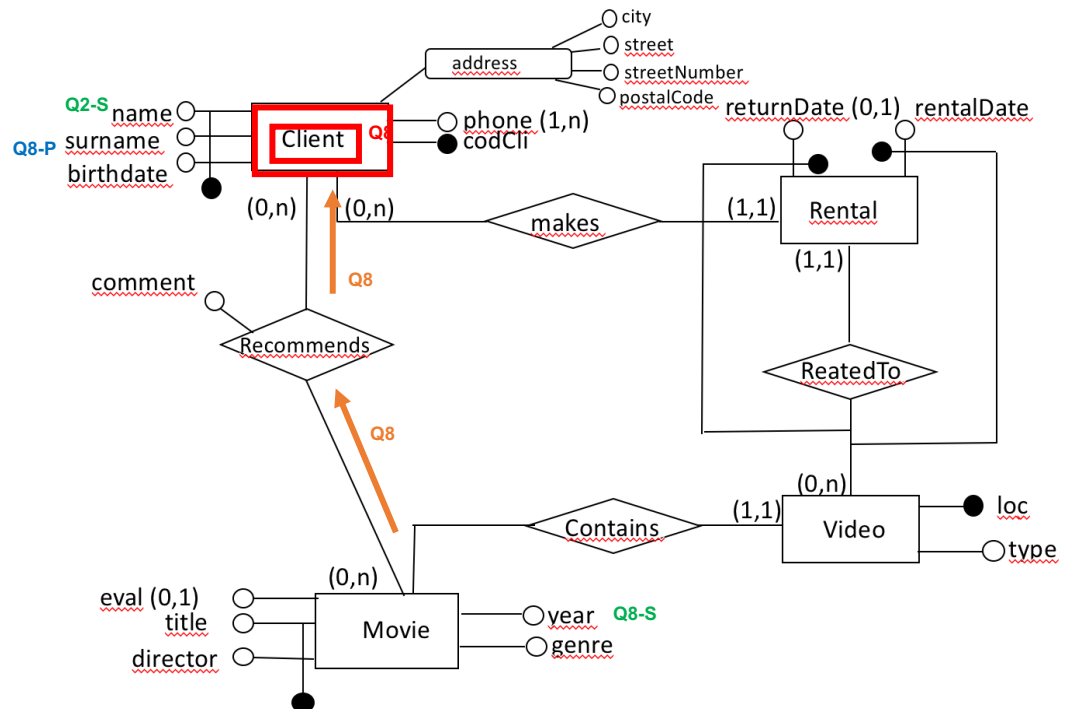 city
street
address
streetNumber
postalCode
Q2-S
name
returnDate (0,1) rentalDate
Client
Q8
phone (1,n)
codCli
Q8-P
surname
birthdate
(0,n)
(0,n)
makes
(1,1)
Rental
(1,1)
Q8
comment
Recommends
ReatedTo
Q8
(0,n)
(1,1)
Contains
Video
loc
type
(0,n)
eval (0,1)
title
director
Movie
year
Q8-S
genre